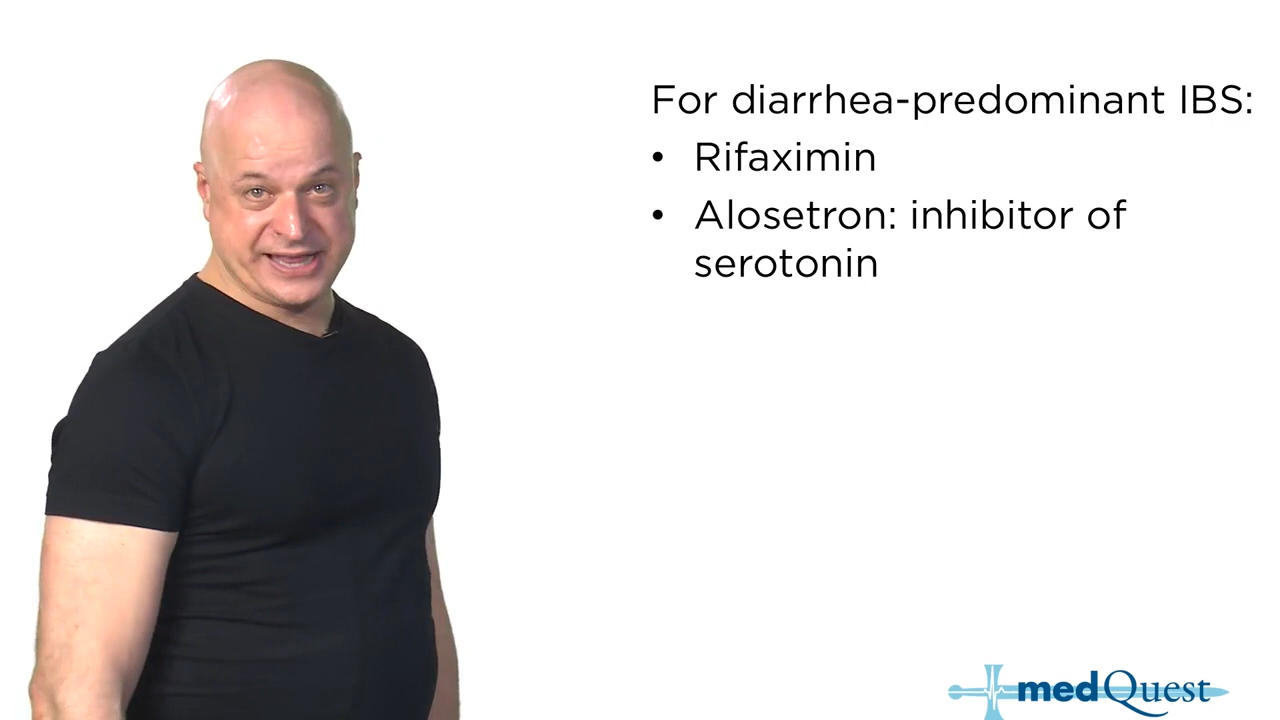 For diarrhea-predominant IBS:
• Rifaximin
• Alosetron: inhibitor of
serotonin
medQuest